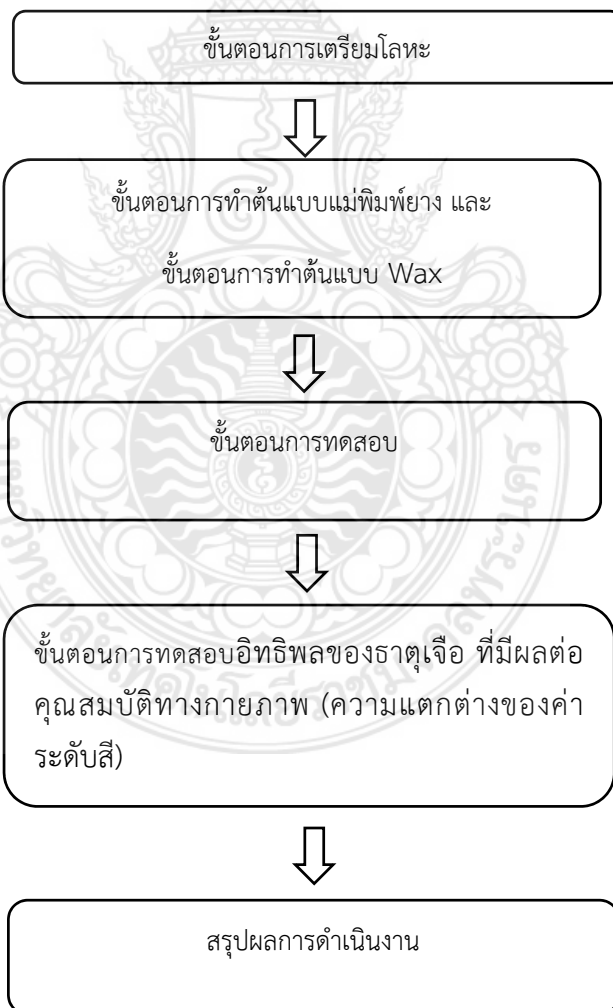 ขั้นตอนการเตรียมโลหะ
ขั้นตอนการทำต้นแบบแม่พิมพ์ยาง และ
ขั้นตอนการทำต้นแบบ Wax
ขั้นตอนการทดสอบ
ขั้นตอนการทดสอบอิทธิพลของธาตุเจือ ที่มีผลต่อ
คุณสมบัติทางกายภาพ (ความแตกต่างของค่า
ระดับสี)
สรุปผลการดำเนินงาน